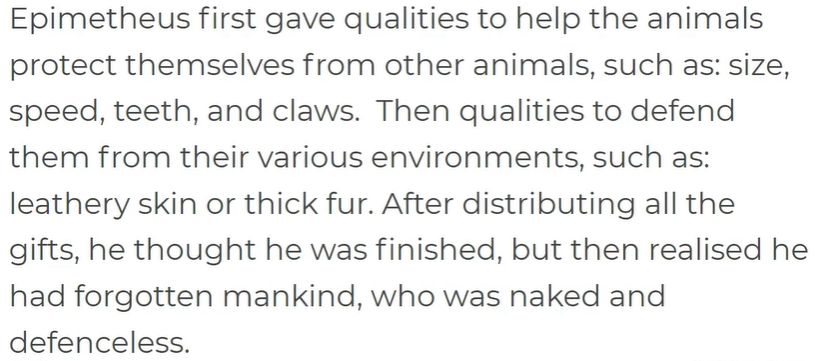 Epimetheus first gave qualities to help the animals
protect themselves from other animals, such as: size,
speed, teeth, and claws.  Then qualities to defend
them from their various environments, such as:
leathery skin or thick fur. After distributing all the
gifts, he thought he was finished, but then realised he
had forgotten mankind, who was naked and
defenceless.